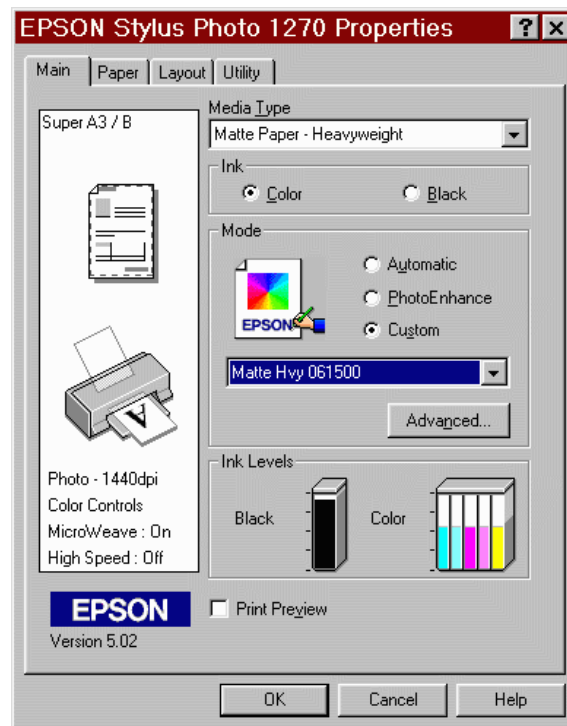 EPSON Stylus Photo 1270 Properties
Main Paper Layout Utility
Super A3 / B
Media Type
Matte Paper - Heavyweight
Ink
Color Black
Mode
Automatic
PhotoEnhance
Custom
EPSON
Matte Hvy 061500
Advanced...
A
Photo - 1440dpi
Color Controls
MicroWeave : On
High Speed : Off
Ink Levels
Black Color
EPSON
Version 5.02
Print Preview
OK Cancel Help